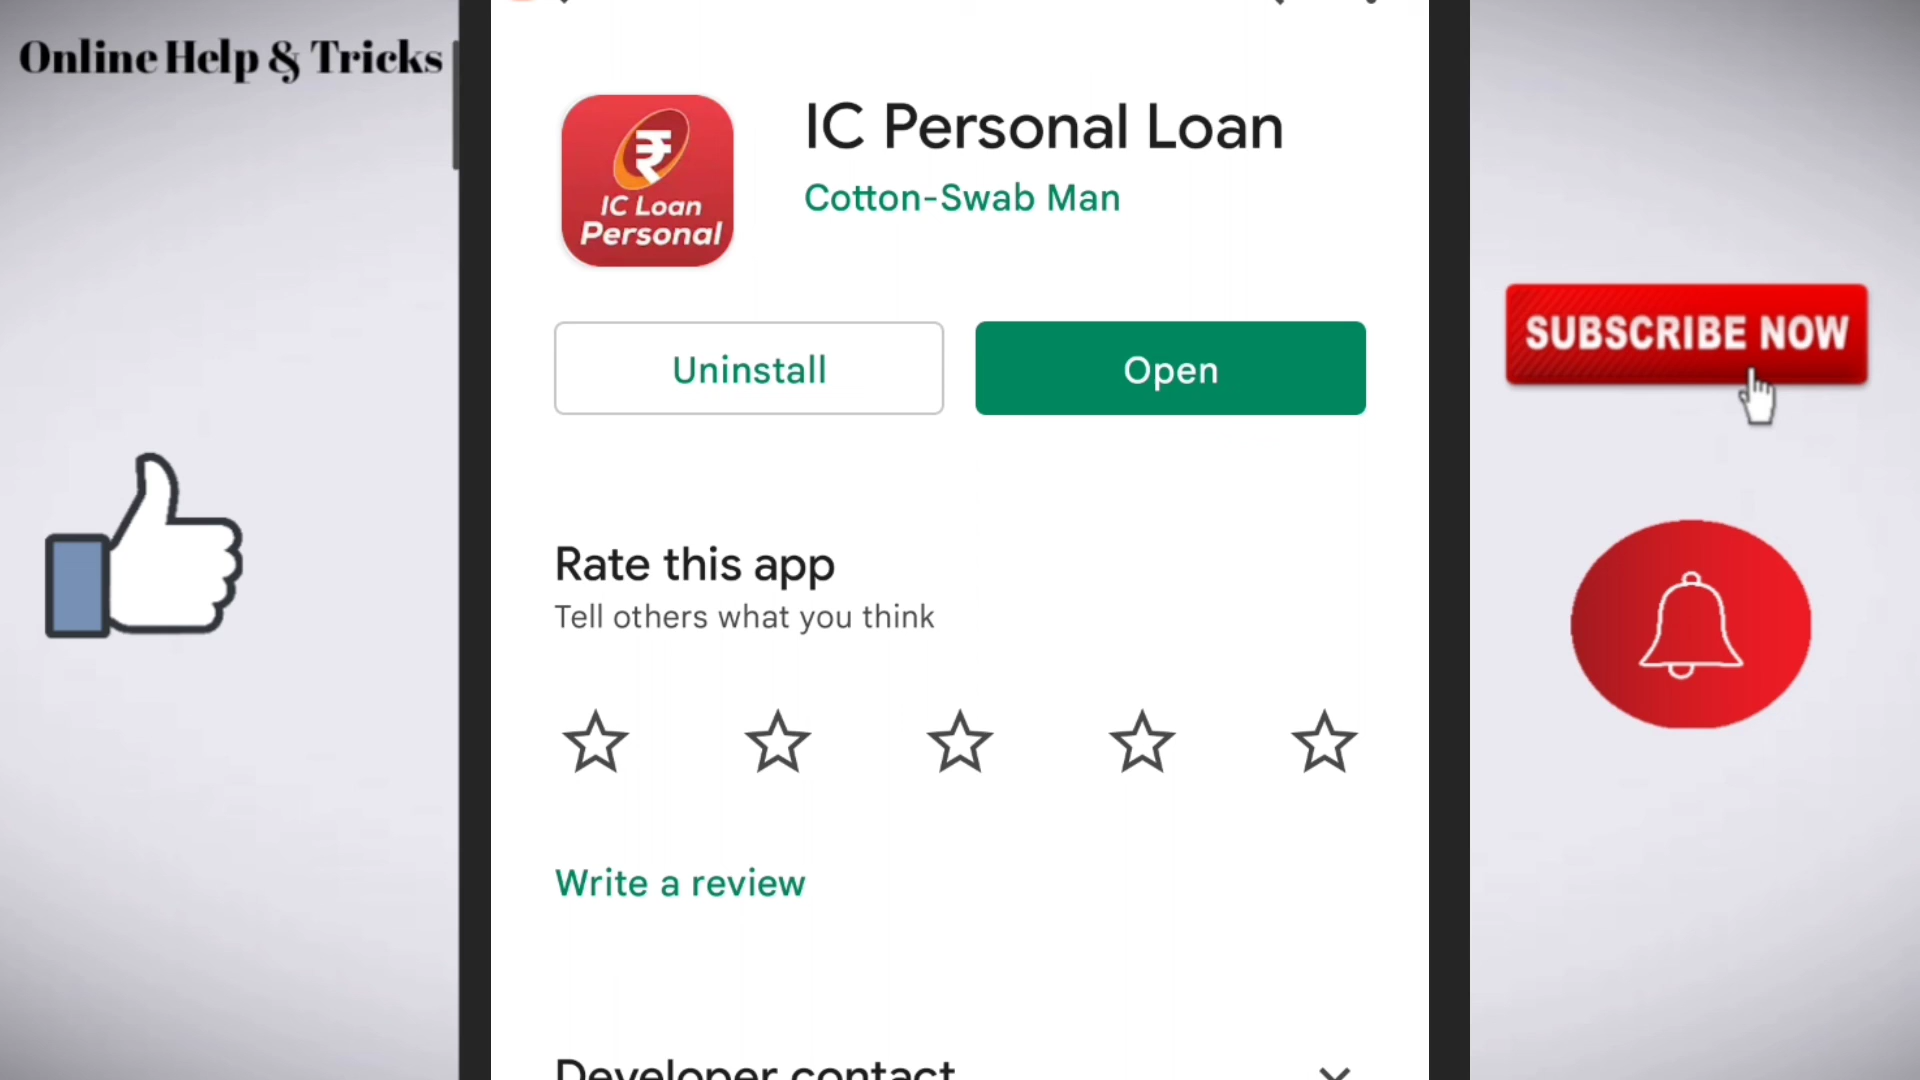 Online Help & Tricks
IC Personal Loan
Cotton-Swab Man
IC Loan
Personal
Uninstall
Open
SUBSCRIBE NOW
Rate this app
Tell others what you think
Write a review
Developer contact